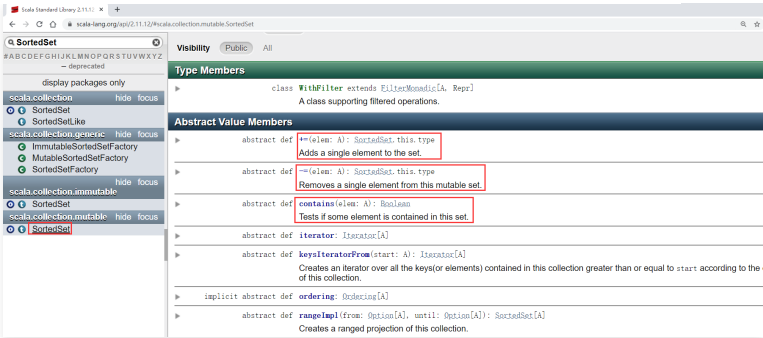 Scala Standard Library 2.11.12
scala-lang.org/api/2.11.12/#scala.collection.mutable.SortedSet
SortedSet
#ABCDEFGHIJKLMNOPQRSTUVWXYZ
– deprecated
display packages only
scala.collection hide focus
SortedSet
SortedSetLike
scala.collection.generic hide focus
ImmutableSortedSetFactory
MutableSortedSetFactory
SortedSetFactory
hide focus
scala.collection.immutable
SortedSet
scala.collection.mutable hide focus
SortedSet
Visibility Public All
Type Members
class WithFilter extends FilterMonadic[A, Repr]
A class supporting filtered operations.
Abstract Value Members
abstract def +=(elem: A): SortedSet.this.type
Adds a single element to the set.
abstract def -=(elem: A): SortedSet.this.type
Removes a single element from this mutable set.
abstract def contains(elem: A): Boolean
Tests if some element is contained in this set.
abstract def iterator: Iterator[A]
abstract def keysIteratorFrom(start: A): Iterator[A]
Creates an iterator over all the keys(or elements) contained in this collection greater than or equal to start according to the
of this collection.
implicit abstract def ordering: Ordering[A]
abstract def rangeImpl(from: Option[A], until: Option[A]): SortedSet[A]
Creates a ranged projection of this collection.